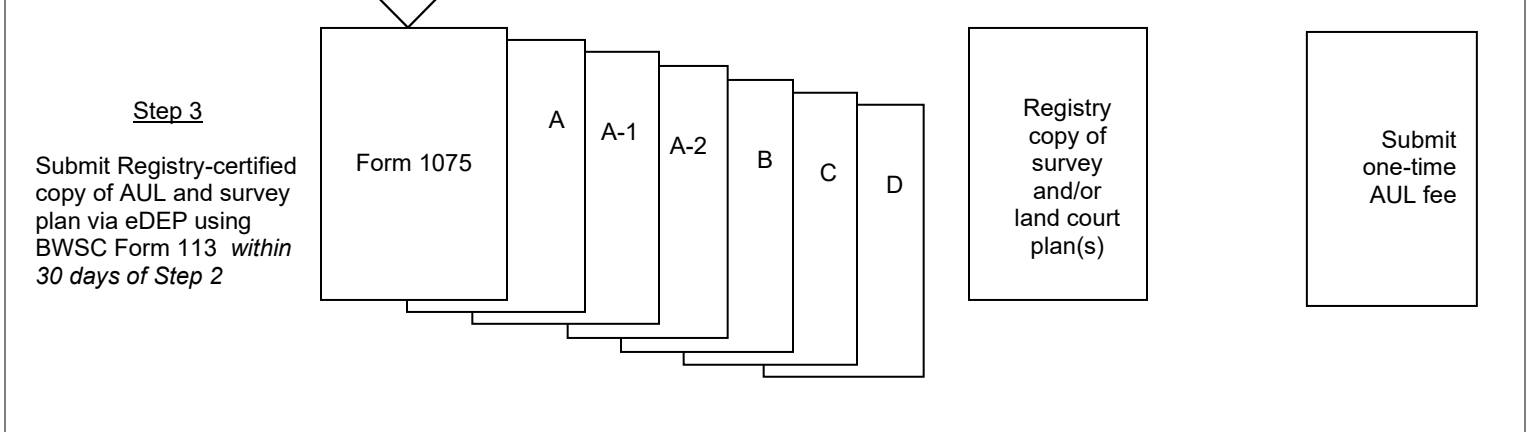 Step 3
Submit Registry-certified
copy of AUL and survey
plan via eDEP using
BWSC Form 113 within
30 days of Step 2
Form 1075
A
A-1
A-2
B
C
D
Registry
copy of
survey
and/or
land court
plan(s)
Submit
one-time
AUL fee